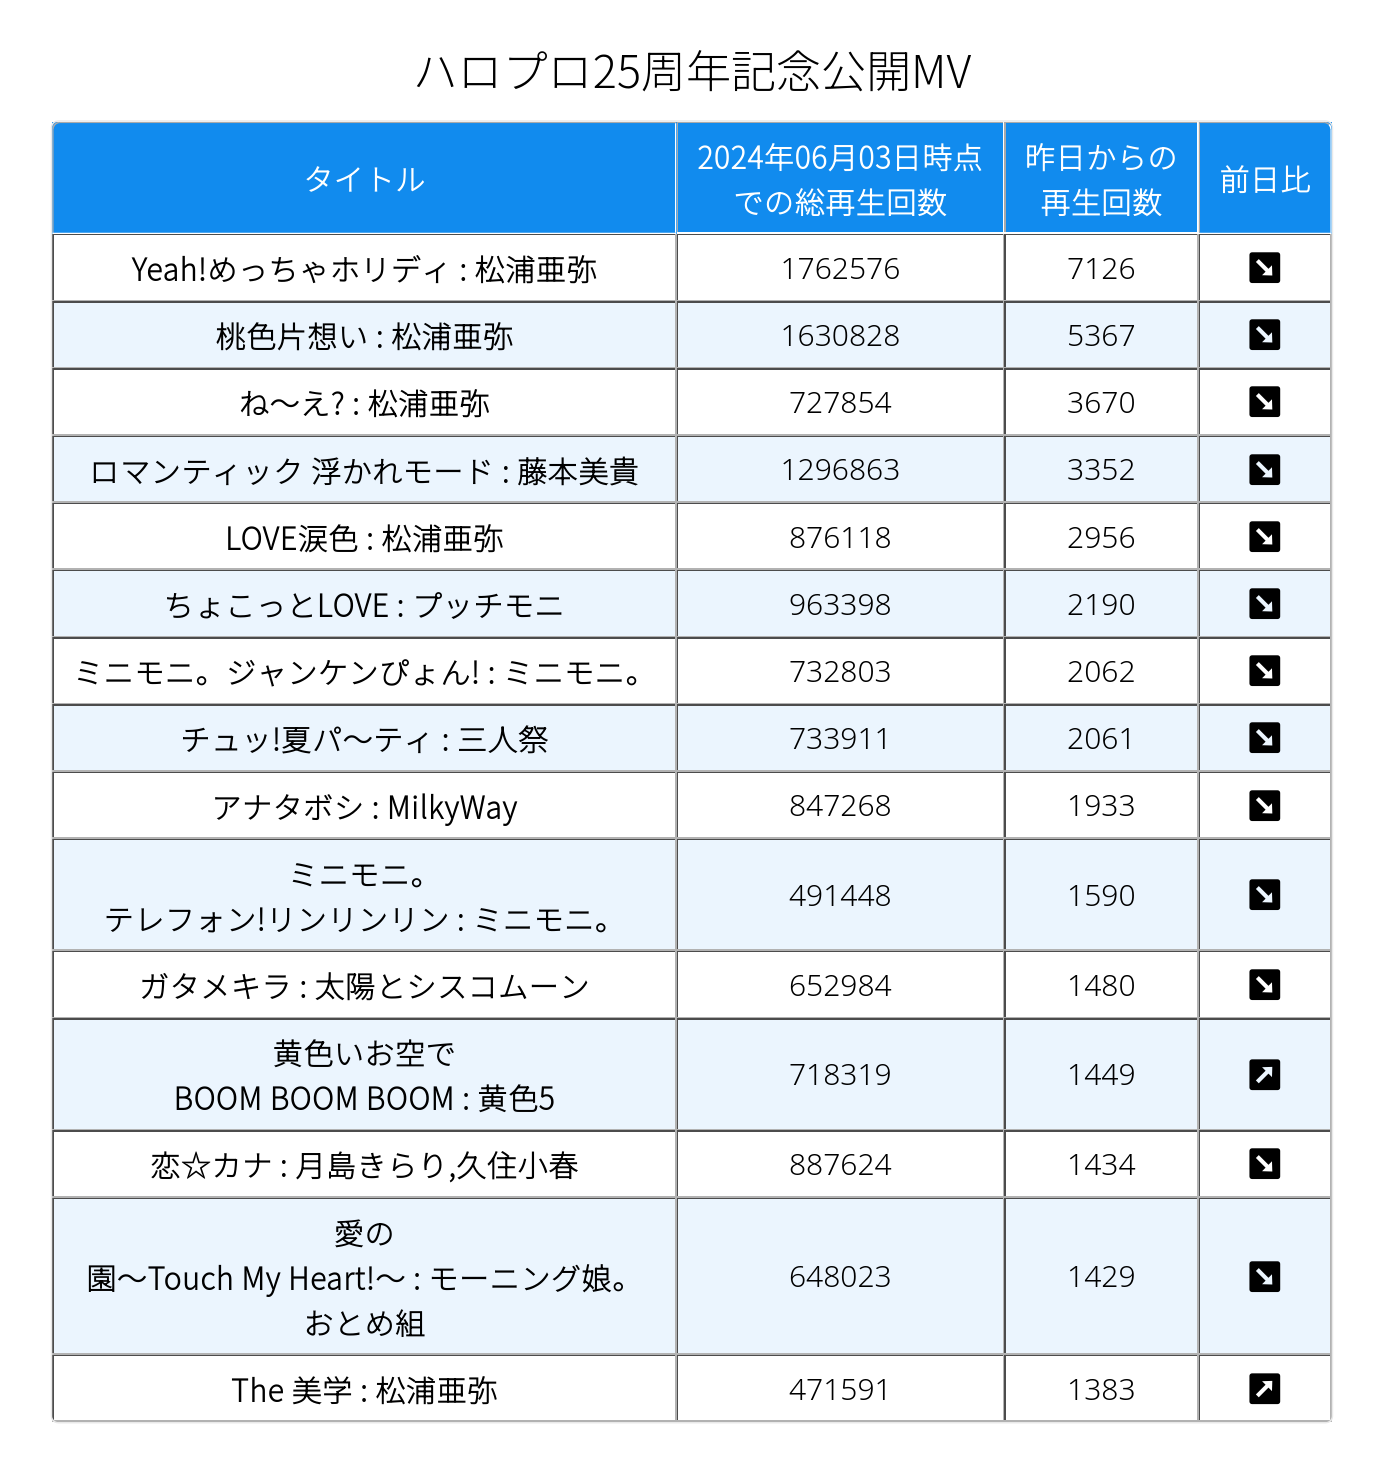 ハロプロ25周年記念公開MV
タイトル
2024年06月03日時点
での総再生回数
昨日からの
再生回数
前日比
Yeah!めっちゃホリディ : 松浦亜弥 1762576 7126 ↘
桃色片想い : 松浦亜弥 1630828 5367 ↘
ね～え? : 松浦亜弥 727854 3670 ↘
ロマンティック 浮かれモード : 藤本美貴 1296863 3352 ↘
LOVE涙色 : 松浦亜弥 876118 2956 ↘
ちょこっとLOVE : プッチモニ 963398 2190 ↘
ミニモニ。ジャンケンぴょん! : ミニモニ。 732803 2062 ↘
チュッ!夏パ～ティ : 三人祭 733911 2061 ↘
アナタボシ : MilkyWay 847268 1933 ↘
ミニモニ。
テレフォン!リンリンリン : ミニモニ。 491448 1590 ↘
ガタメキラ : 太陽とシスコムーン 652984 1480 ↘
黄色いお空で
BOOM BOOM BOOM : 黄色5 718319 1449 ↗
恋☆カナ : 月島きらり,久住小春 887624 1434 ↘
愛の
園～Touch My Heart!～ : モーニング娘。 648023 1429 ↘
おとめ組
The 美学 : 松浦亜弥 471591 1383 ↗